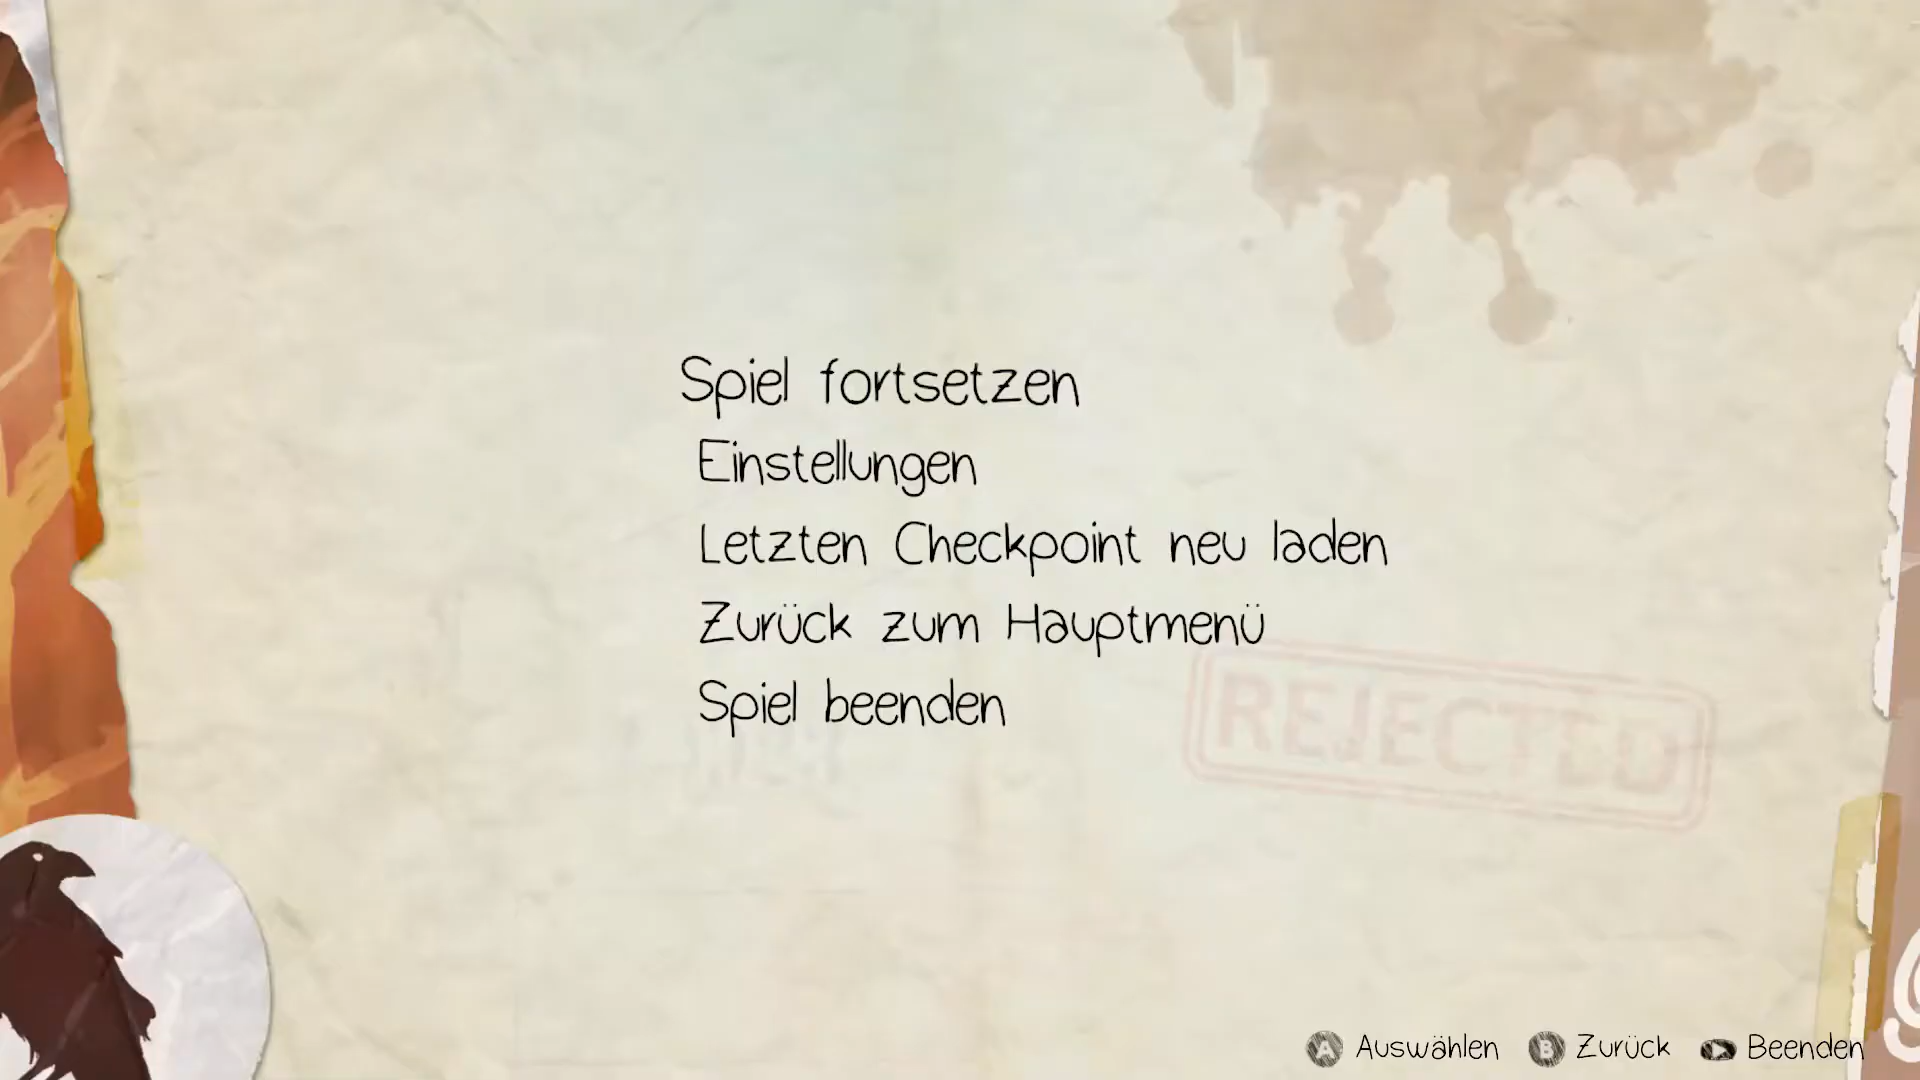 Spiel fortsetzen
Einstellungen
Letzten Checkpoint neu laden
Zurück zum Hauptmenü
Spiel beenden
REJECTED
A Auswählen B Zurück Beenden